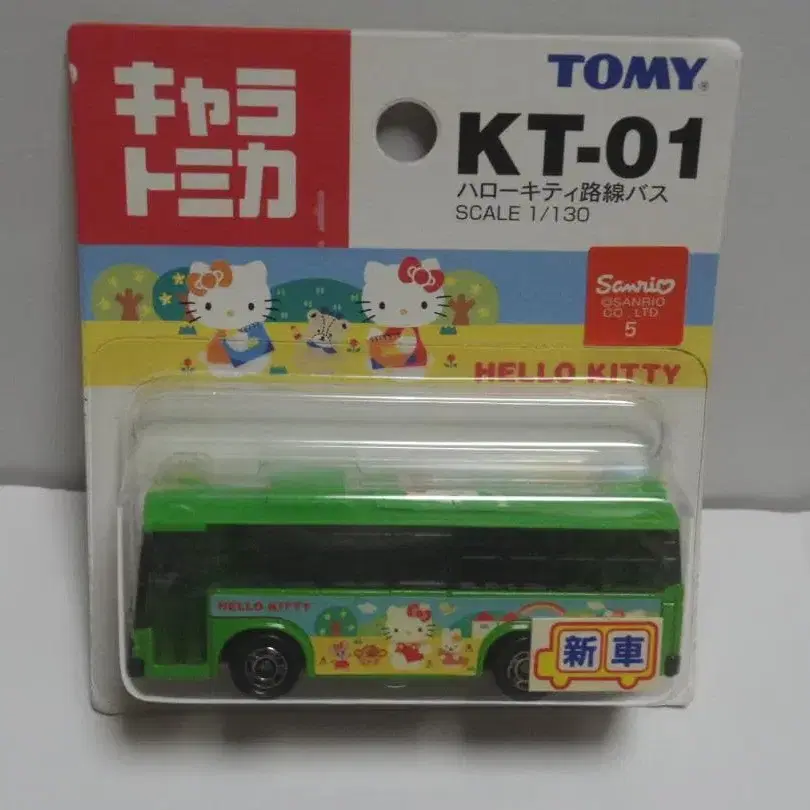 キャラ
トミカ
TOMY®
KT-01
ハローキティ路線バス
SCALE 1/130
Sanrio
©SANRIO
CO., LTD
5
HELLO KITTY
HELLO KITTY
新車